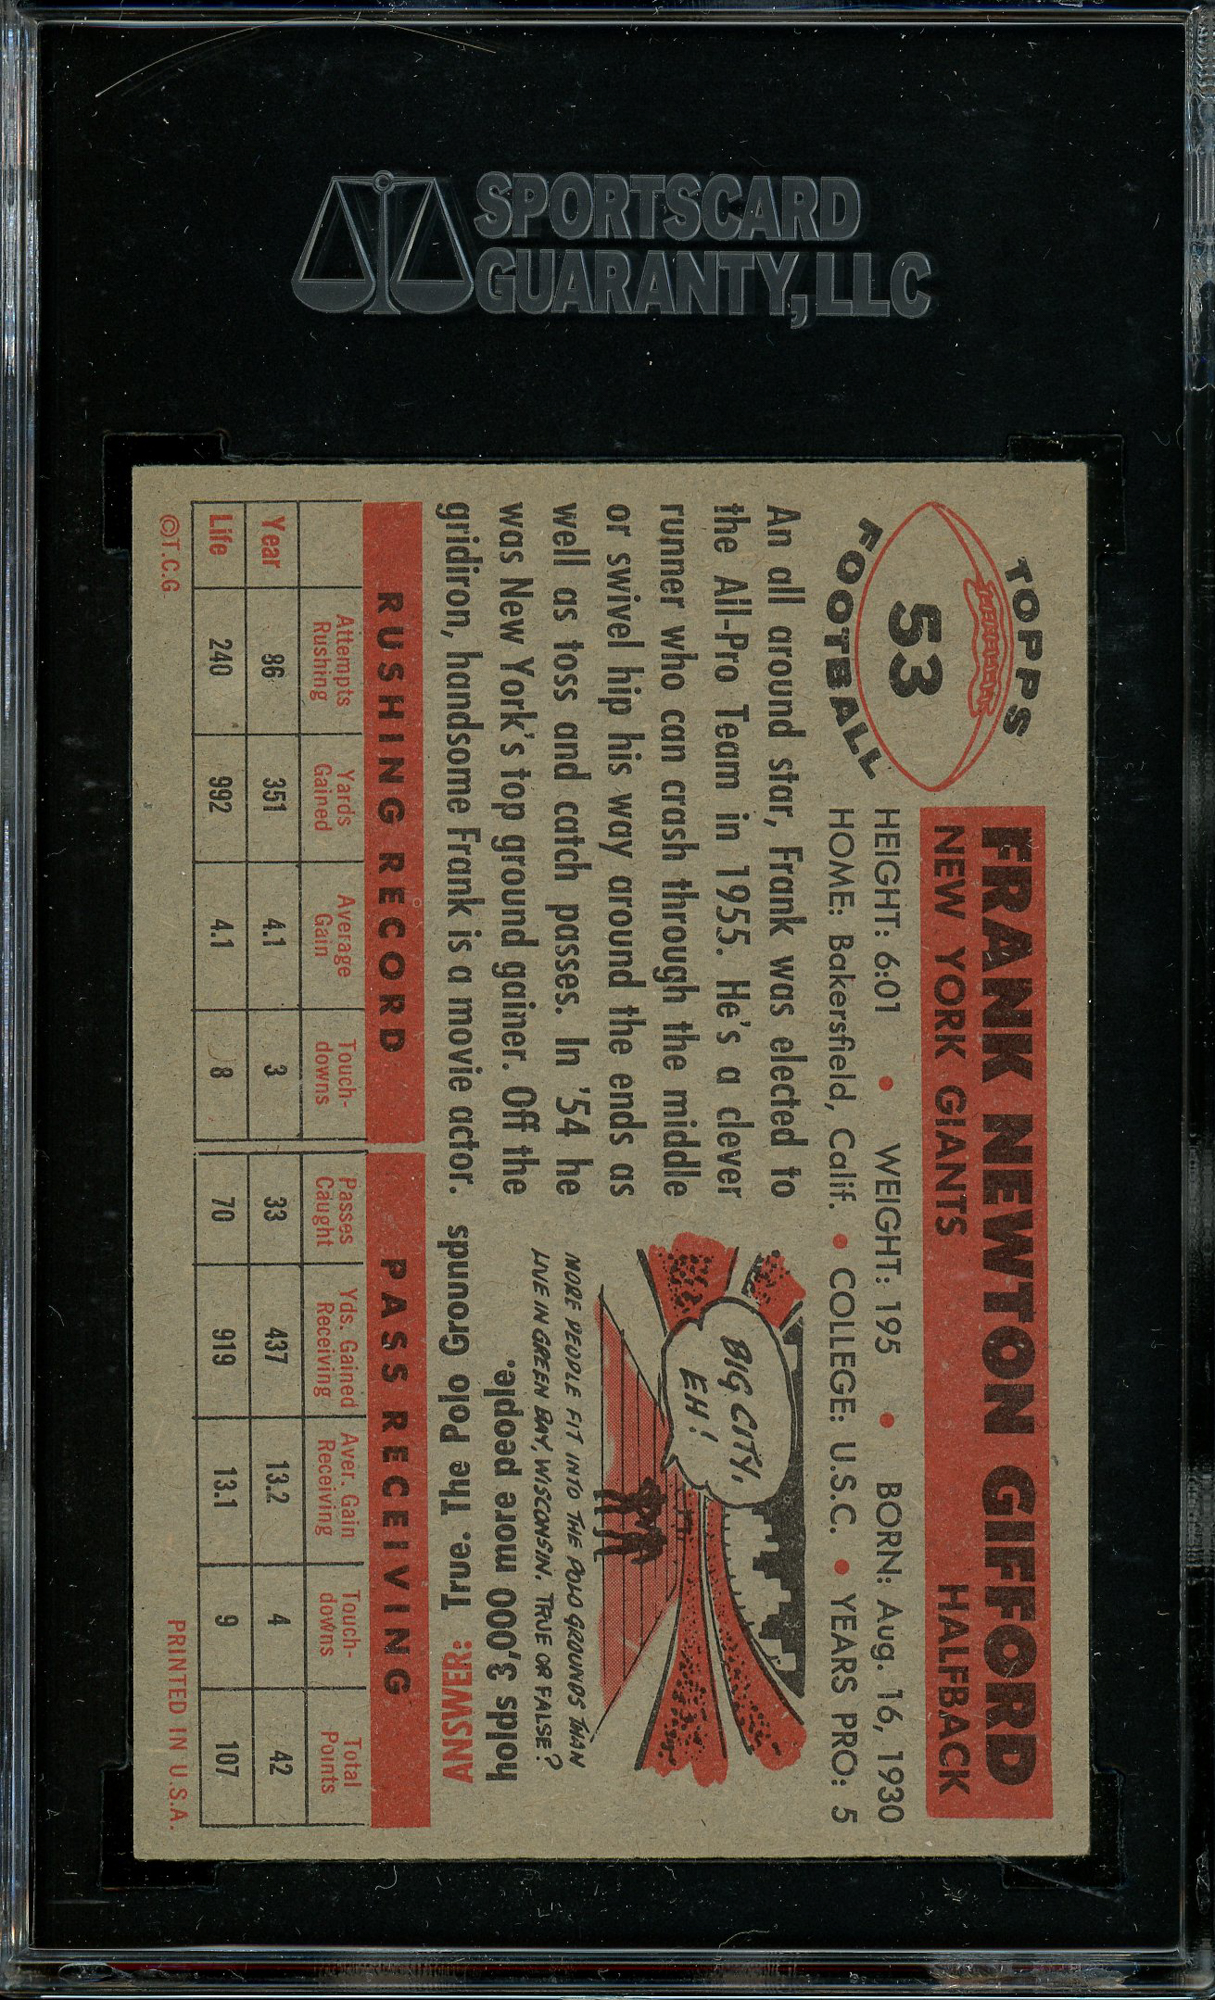 SPORTSCARD
GUARANTY, LLC
TOPPS
53
FOOTBALL
FRANK NEWTON GIFFORD
NEW YORK GIANTS HALFBACK
HEIGHT: 6:01 • WEIGHT: 195 • BORN: Aug. 16, 1930
HOME: Bakersfield, Calif. • COLLEGE: U.S.C. • YEARS PRO: 5
An all around star, Frank was elected to
the All-Pro Team in 1955. He's a clever
runner who can crash through the middle
or swivel hip his way around the ends as
well as toss and catch passes. In '54 he
was New York's top ground gainer. Off the
gridiron, handsome Frank is a movie actor.
BIG CITY,
EH!
MORE PEOPLE FIT INTO THE POLO GROUNDS THAN
LIVE IN GREEN BAY, WISCONSIN. TRUE OR FALSE?
ANSWER: True. The Polo Grounds
holds 3,000 more people.
RUSHING RECORD PASS RECEIVING
Attempts Rushing Yards Gained Average Gain Touch-downs Passes Caught Yds. Gained Receiving Aver. Gain Receiving Touch-downs Total Points
Year 86 351 4.1 3 33 437 13.2 4 42
Life 240 992 4.1 8 70 919 13.1 9 107
©T.C.G. PRINTED IN U.S.A.